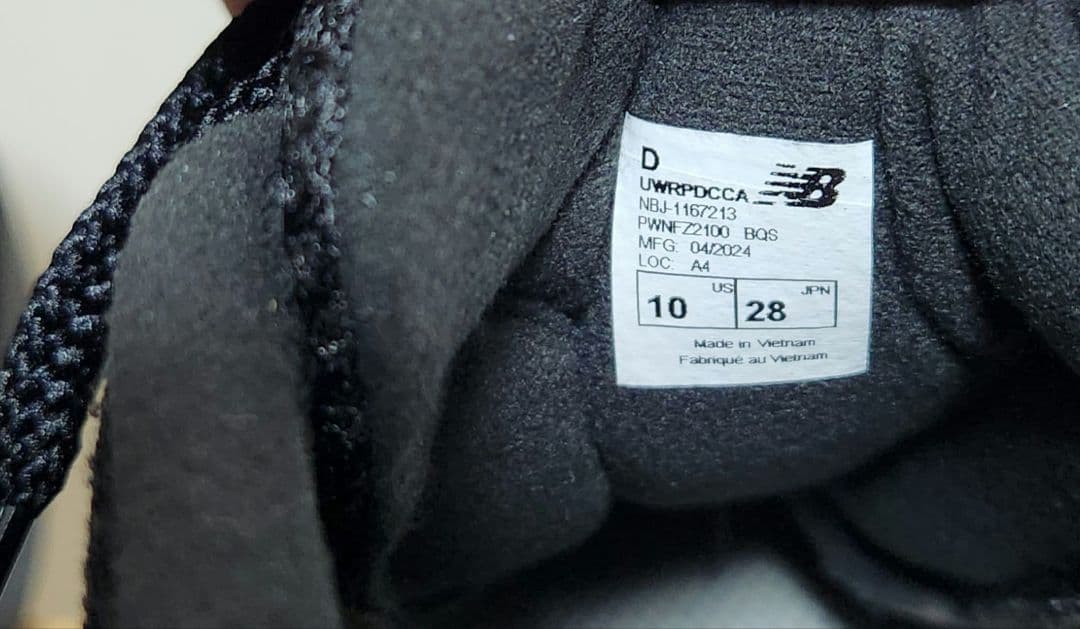 D
UWRPDCCA
NB
NBJ-1167213
PWNFZ2100 BQS
MFG: 04/2024
LOC: A4
10 US 28 JPN
Made in Vietnam
Fabriqué au Vietnam